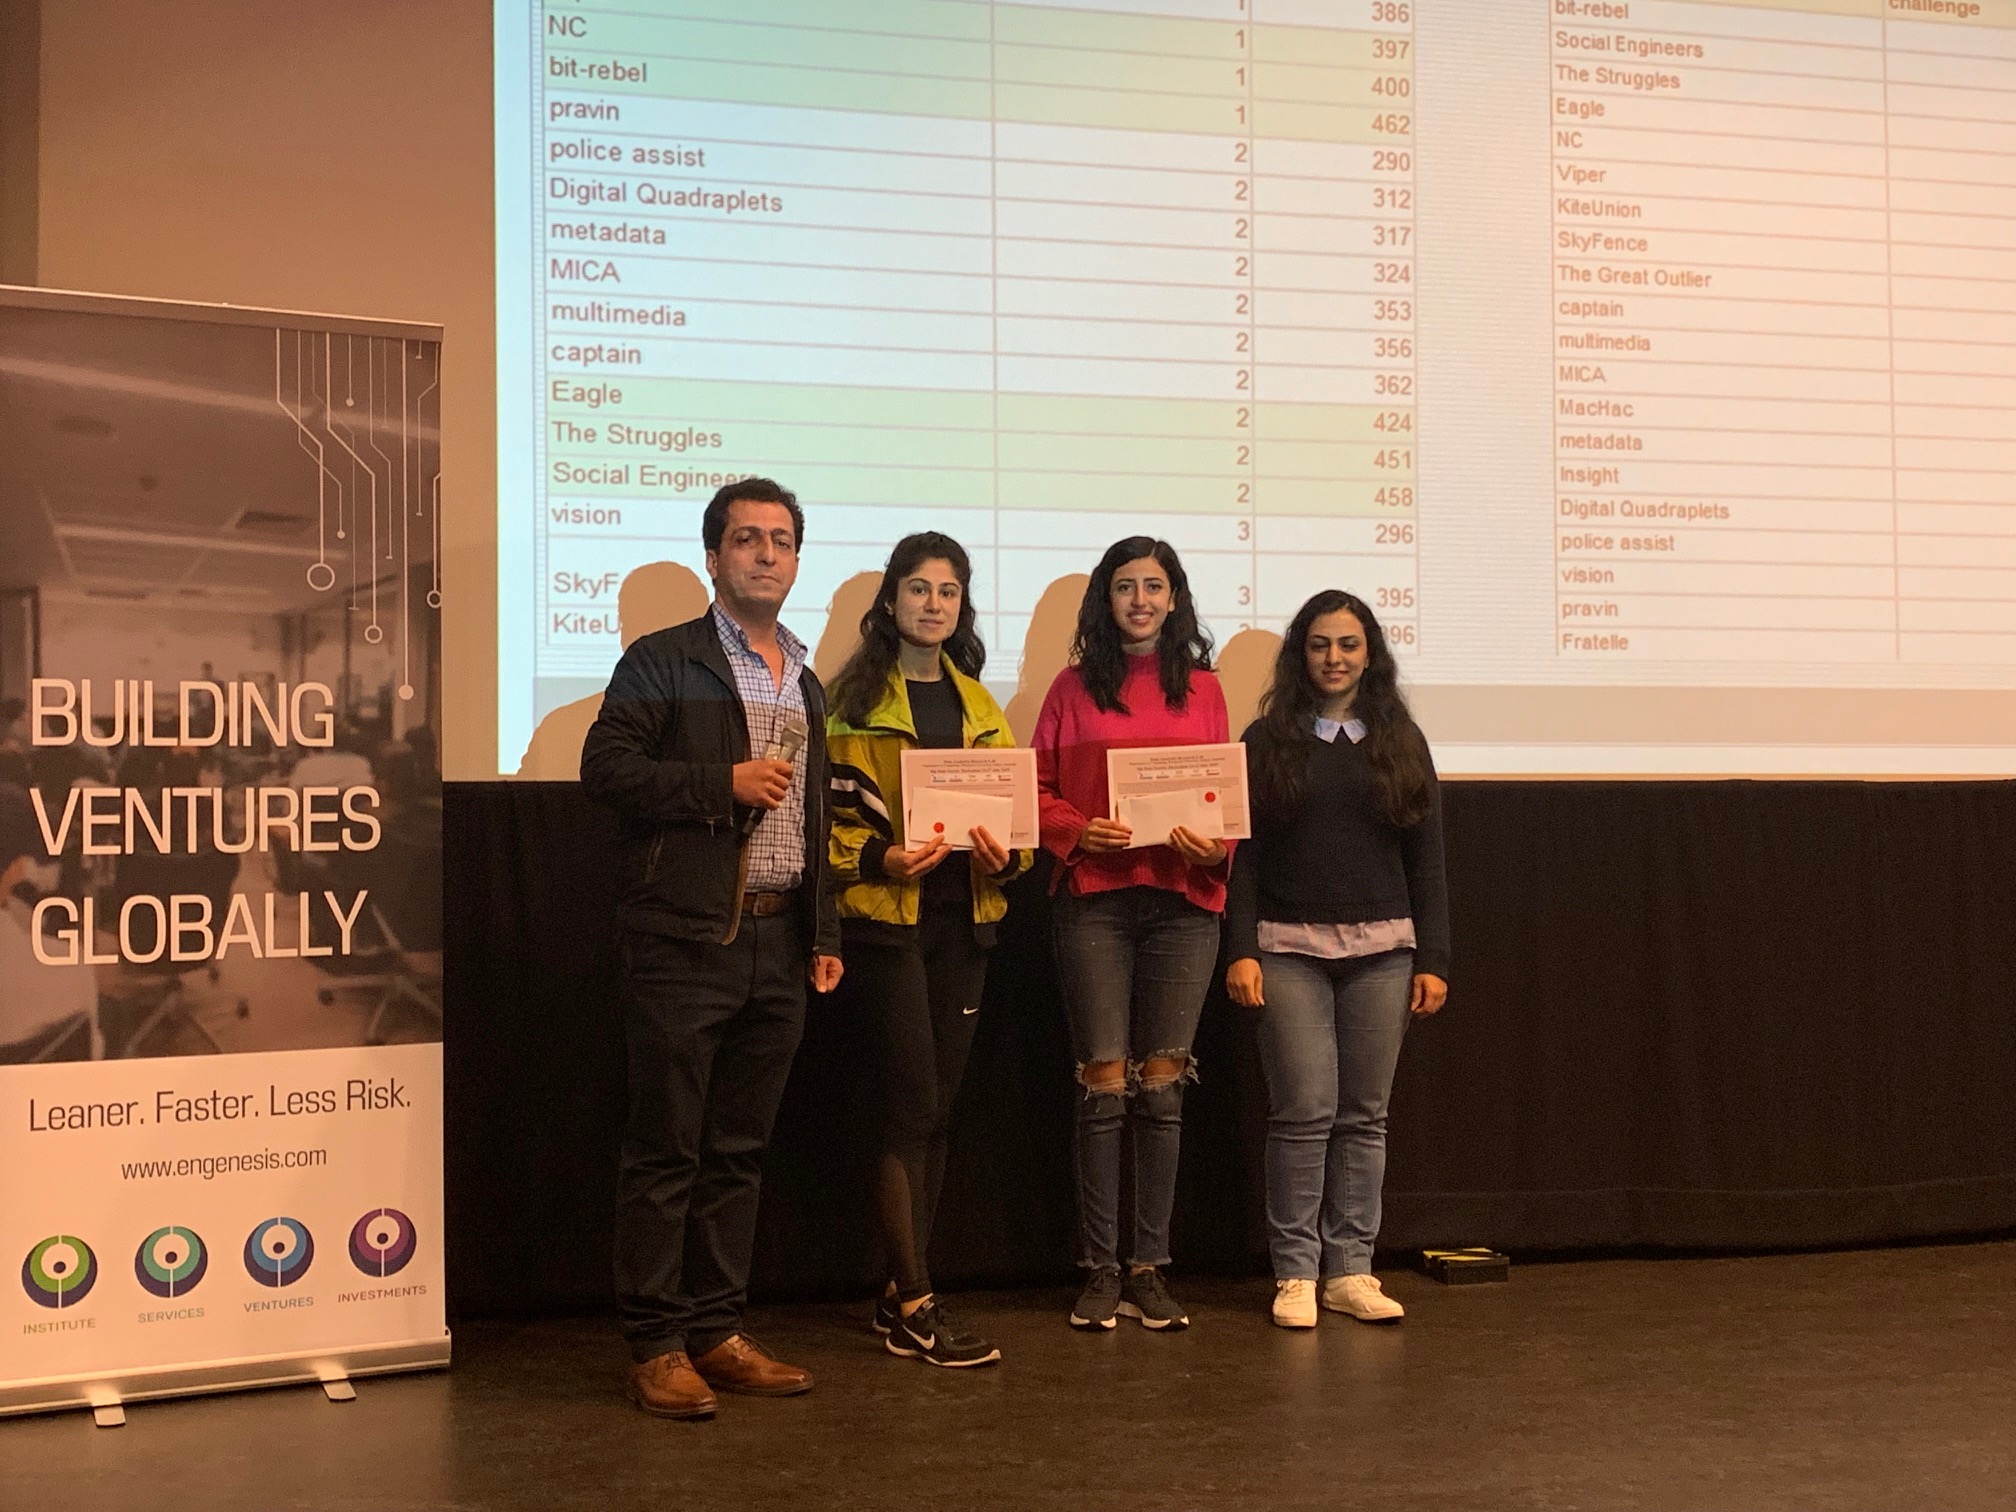 1 386
NC 1 397
bit-rebel 1 400
pravin 1 462
police assist 2 290
Digital Quadraplets 2 312
metadata 2 317
MICA 2 324
multimedia 2 353
captain 2 356
Eagle 2 362
The Struggles 2 424
Social Engineers 2 451
vision 2 458
SkyF 3 296
KiteU 3 395
96
bit-rebel challenge
Social Engineers
The Struggles
Eagle
NC
Viper
KiteUnion
SkyFence
The Great Outlier
captain
multimedia
MICA
MacHac
metadata
Insight
Digital Quadraplets
police assist
vision
pravin
Fratelle
BUILDING
VENTURES
GLOBALLY
Leaner. Faster. Less Risk.
www.engenesis.com
INSTITUTE
SERVICES
VENTURES
INVESTMENTS